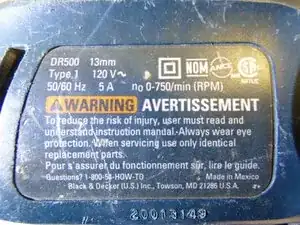 DR500 13mm
Type.1 120 V~ NOM ANCE
50/60 Hz 5 A no 0-750/min (RPM)
WARNING AVERTISSEMENT
To reduce the risk of injury, user must read and
understand instruction manual·Always wear eye
protection. When servicing use only identical
replacement parts.
Pour s'assurer du fonctionnement sûr, lire le guide.
Questions? 1-800-54-HOW-TO Made in Mexico
Black & Decker (U.S.) Inc., Towson, MD 21286 U.S.A.